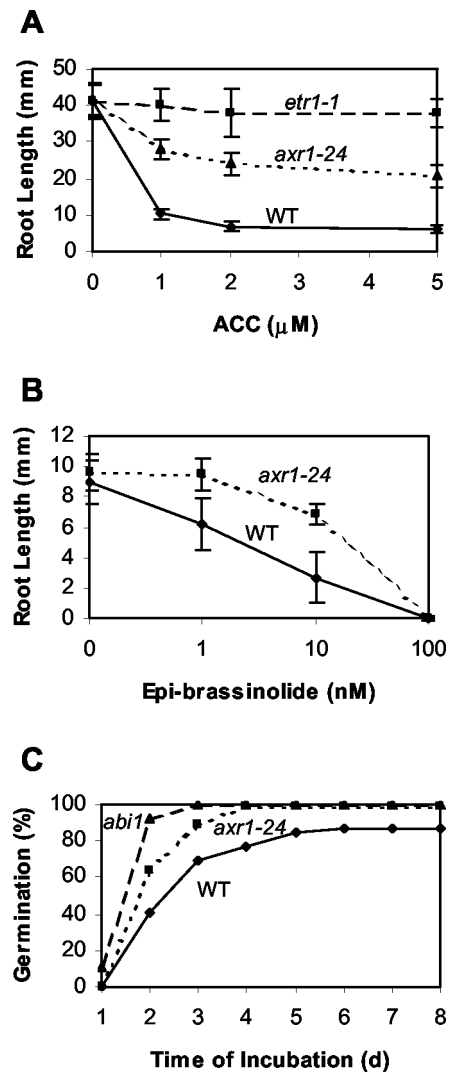 A
Root Length (mm)
50
40
30
20
10
0
etr1-1
axr1-24
WT
0 1 2 3 4 5
ACC (μM)
B
Root Length (mm)
12
10
8
6
4
2
0
axr1-24
WT
0 1 10 100
Epi-brassinolide (nM)
C
Germination (%)
100
80
60
40
20
0
abi1
axr1-24
WT
1 2 3 4 5 6 7 8
Time of Incubation (d)